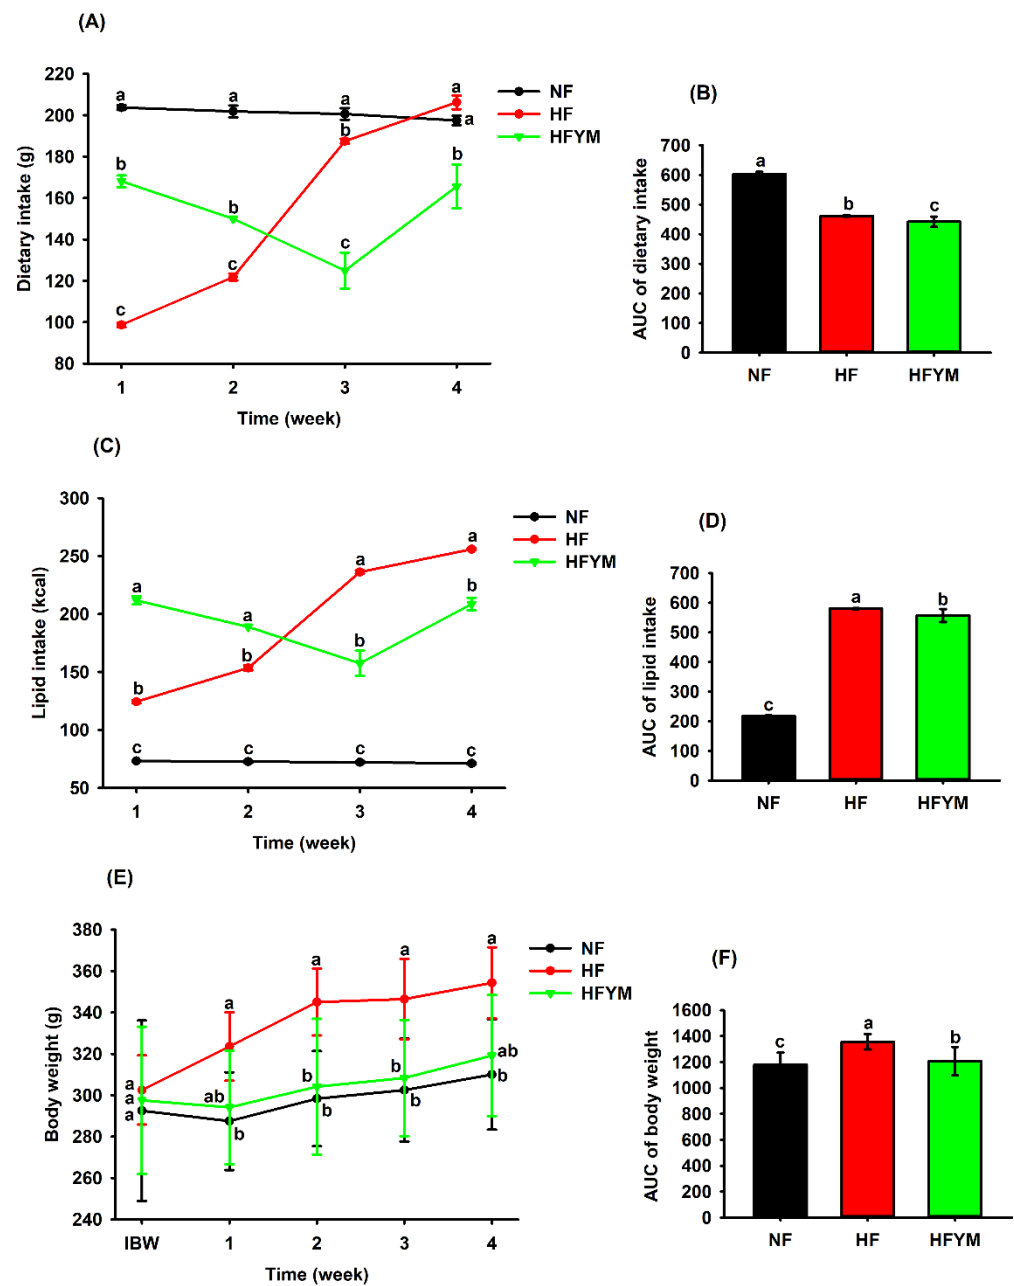 (A)
220
200
180
160
140
120
100
80
Dietary intake (g)
a a a a
a
b b b b
c c c
1 2 3 4
Time (week)
NF
HF
HFYM
(B)
700
600
500
400
300
200
100
0
AUC of dietary intake
a b c
NF HF HFYM
(C)
300
250
200
150
100
50
Lipid intake (kcal)
a a a a
b b b b
c c c c
1 2 3 4
Time (week)
NF
HF
HFYM
(D)
700
600
500
400
300
200
100
0
AUC of lipid intake
c a b
NF HF HFYM
(E)
380
360
340
320
300
280
260
240
Body weight (g)
a a a a
a ab b b ab
a b b b b
IBW 1 2 3 4
Time (week)
NF
HF
HFYM
(F)
1600
1400
1200
1000
800
600
400
200
0
AUC of body weight
c a b
NF HF HFYM